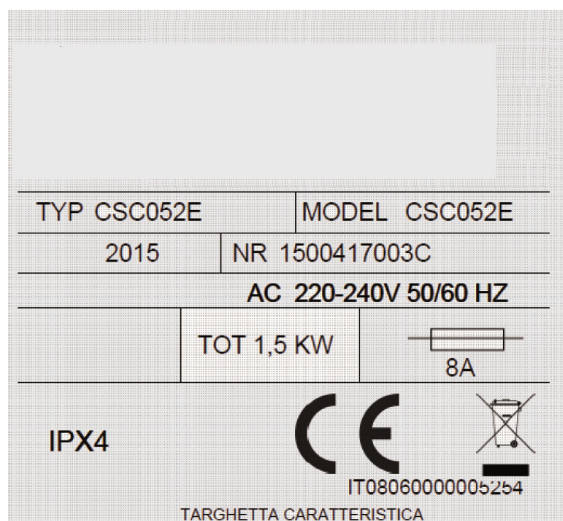 TYP CSC052E MODEL CSC052E
2015 NR 1500417003C
AC 220-240V 50/60 HZ
TOT 1,5 KW
8A
IPX4
CE
IT08060000005254
TARGHETTA CARATTERISTICA